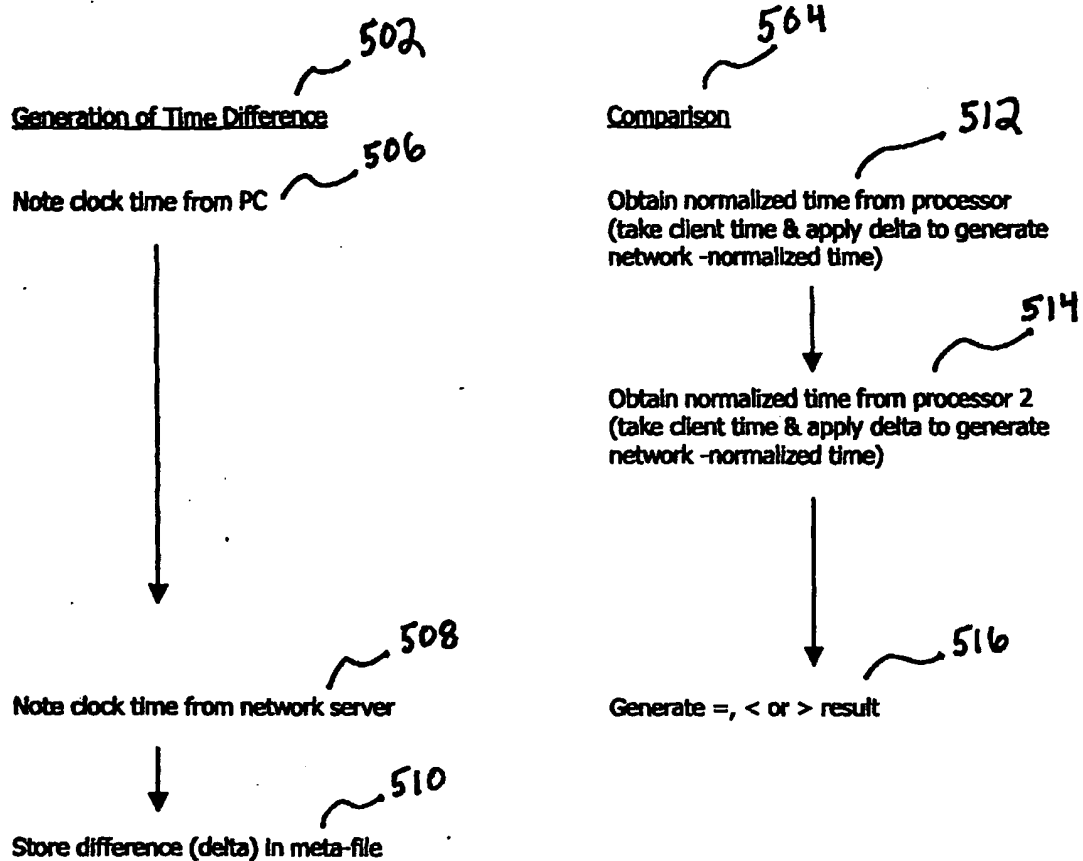 502
Generation of Time Difference
506
Note clock time from PC
508
Note clock time from network server
510
Store difference (delta) in meta-file
504
Comparison
512
Obtain normalized time from processor
(take client time & apply delta to generate
network -normalized time)
514
Obtain normalized time from processor 2
(take client time & apply delta to generate
network -normalized time)
516
Generate =, < or > result